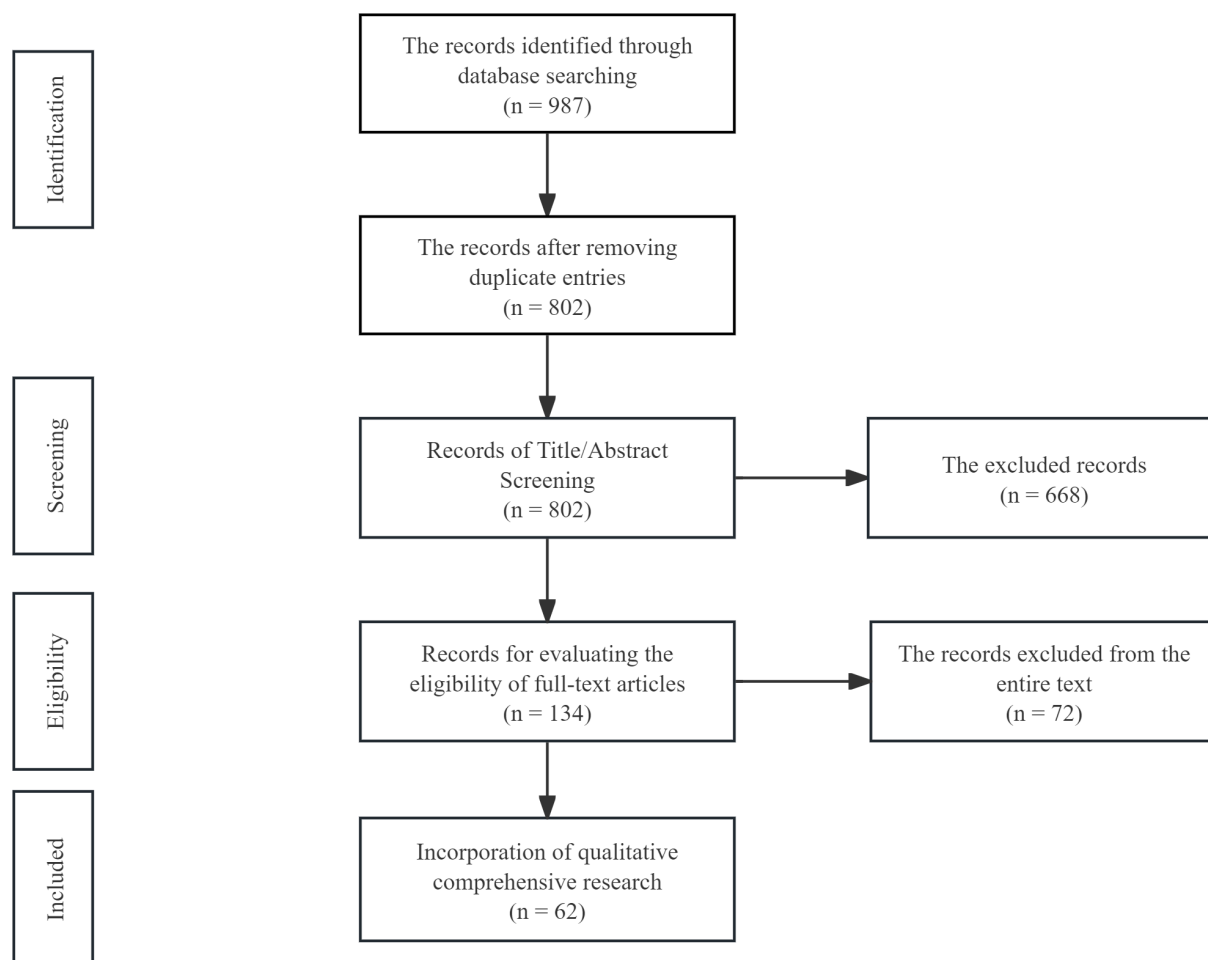 Identification
The records identified through
database searching
(n = 987)
The records after removing
duplicate entries
(n = 802)
Screening
Records of Title/Abstract
Screening
(n = 802)
The excluded records
(n = 668)
Eligibility
Records for evaluating the
eligibility of full-text articles
(n = 134)
The records excluded from the
entire text
(n = 72)
Included
Incorporation of qualitative
comprehensive research
(n = 62)